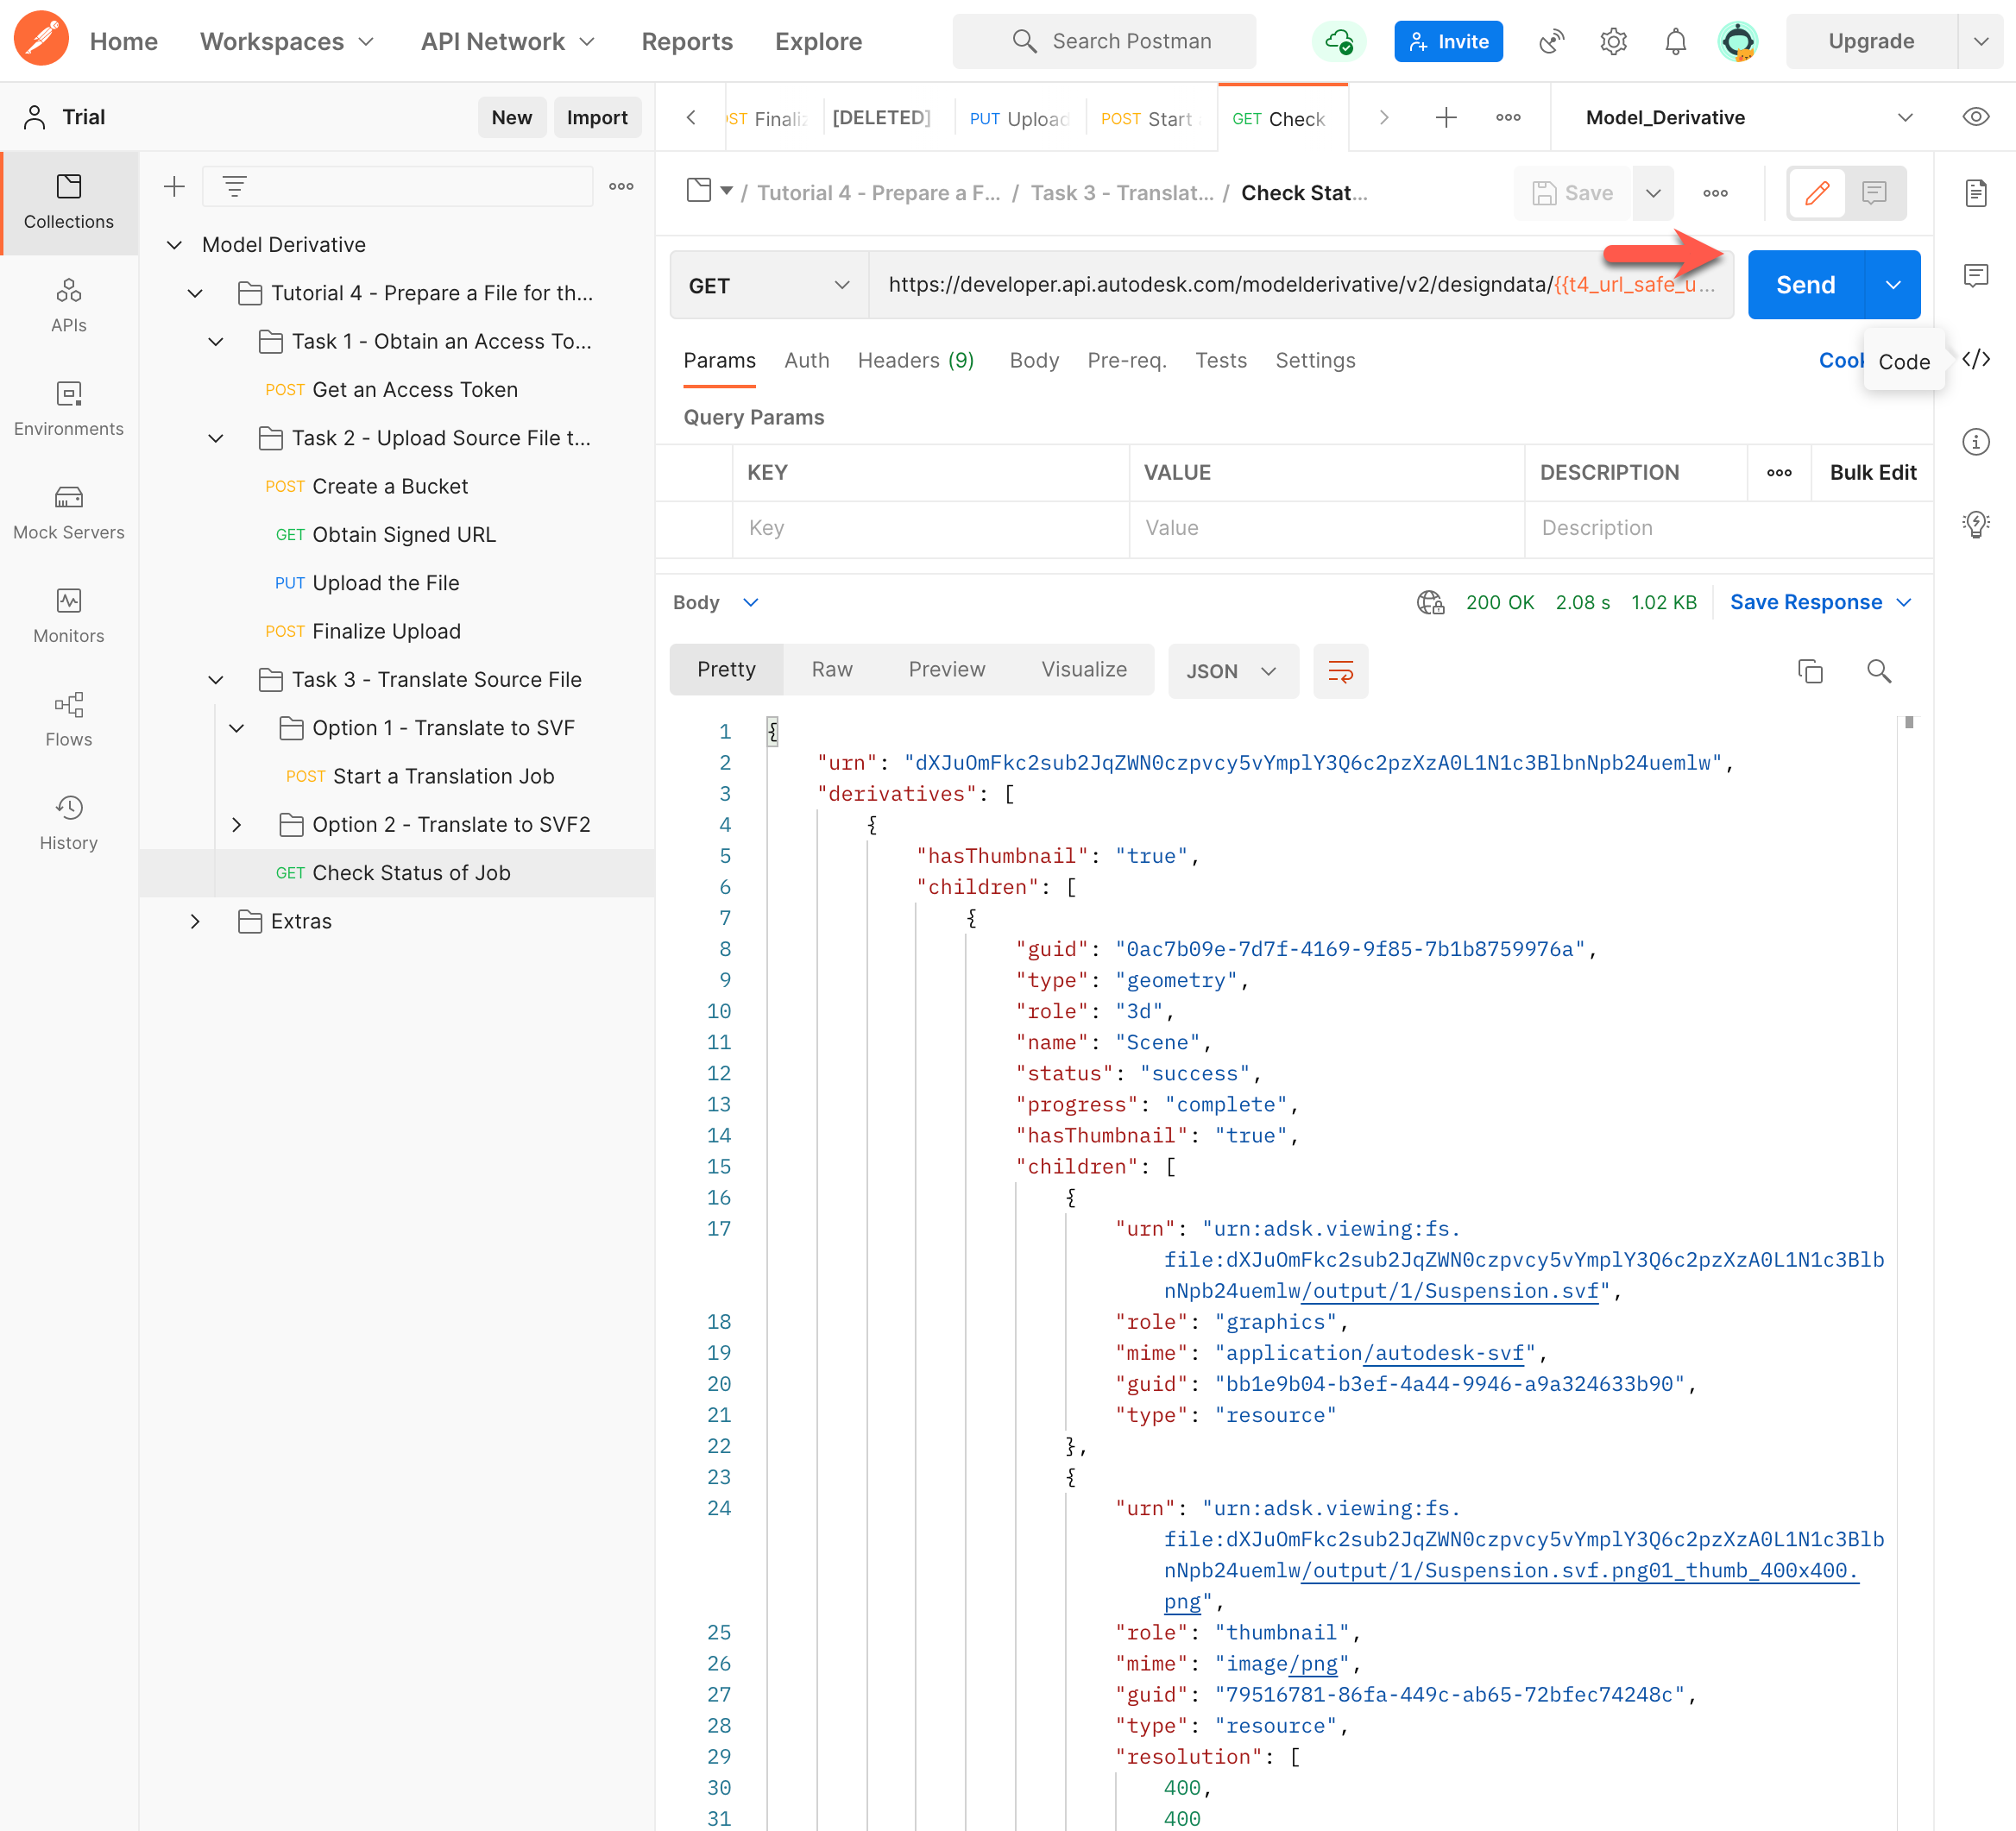 Home Workspaces API Network Reports Explore Search Postman Invite Upgrade
Trial New Import
Finaliz [DELETED] PUT Upload POST Start GET Check Model_Derivative
Collections
APIs
Environments
Mock Servers
Monitors
Flows
History
Model Derivative
Tutorial 4 - Prepare a File for th...
Task 1 - Obtain an Access To...
POST Get an Access Token
Task 2 - Upload Source File t...
POST Create a Bucket
GET Obtain Signed URL
PUT Upload the File
POST Finalize Upload
Task 3 - Translate Source File
Option 1 - Translate to SVF
POST Start a Translation Job
Option 2 - Translate to SVF2
GET Check Status of Job
Extras
/ Tutorial 4 - Prepare a F... / Task 3 - Translat... / Check Stat... Save
GET https://developer.api.autodesk.com/modelderivative/v2/designdata/{{t4_url_safe_u... Send
Params Auth Headers (9) Body Pre-req. Tests Settings Cook Code </>
Query Params
KEY VALUE DESCRIPTION Bulk Edit
Key Value Description
Body 200 OK 2.08 s 1.02 KB Save Response
Pretty Raw Preview Visualize JSON
1 {
2 "urn": "dXJuOmFkc2sub2JqZWN0czpvcy5vYmplY3Q6c2pzXzA0L1N1c3BlbnNpb24uemlw",
3 "derivatives": [
4 {
5 "hasThumbnail": "true",
6 "children": [
7 {
8 "guid": "0ac7b09e-7d7f-4169-9f85-7b1b8759976a",
9 "type": "geometry",
10 "role": "3d",
11 "name": "Scene",
12 "status": "success",
13 "progress": "complete",
14 "hasThumbnail": "true",
15 "children": [
16 {
17 "urn": "urn:adsk.viewing:fs.
file:dXJuOmFkc2sub2JqZWN0czpvcy5vYmplY3Q6c2pzXzA0L1N1c3Blb
nNpb24uemlw/output/1/Suspension.svf",
18 "role": "graphics",
19 "mime": "application/autodesk-svf",
20 "guid": "bb1e9b04-b3ef-4a44-9946-a9a324633b90",
21 "type": "resource"
22 },
23 {
24 "urn": "urn:adsk.viewing:fs.
file:dXJuOmFkc2sub2JqZWN0czpvcy5vYmplY3Q6c2pzXzA0L1N1c3Blb
nNpb24uemlw/output/1/Suspension.svf.png01_thumb_400x400.
png",
25 "role": "thumbnail",
26 "mime": "image/png",
27 "guid": "79516781-86fa-449c-ab65-72bfec74248c",
28 "type": "resource",
29 "resolution": [
30 400,
31 400